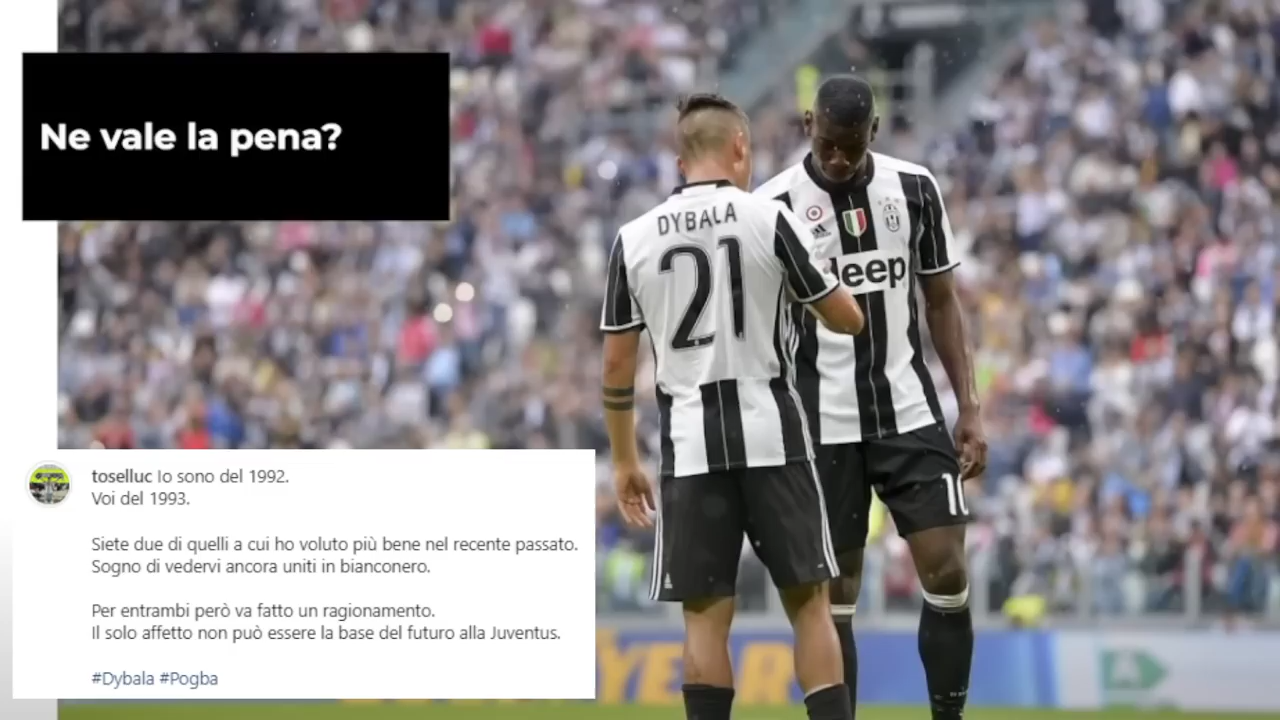 Ne vale la pena?
DYBALA
21
Jeep
10
toselluc Io sono del 1992.
Voi del 1993.
Siete due di quelli a cui ho voluto più bene nel recente passato.
Sogno di vedervi ancora uniti in bianconero.
Per entrambi però va fatto un ragionamento.
Il solo affetto non può essere la base del futuro alla Juventus.
#Dybala #Pogba